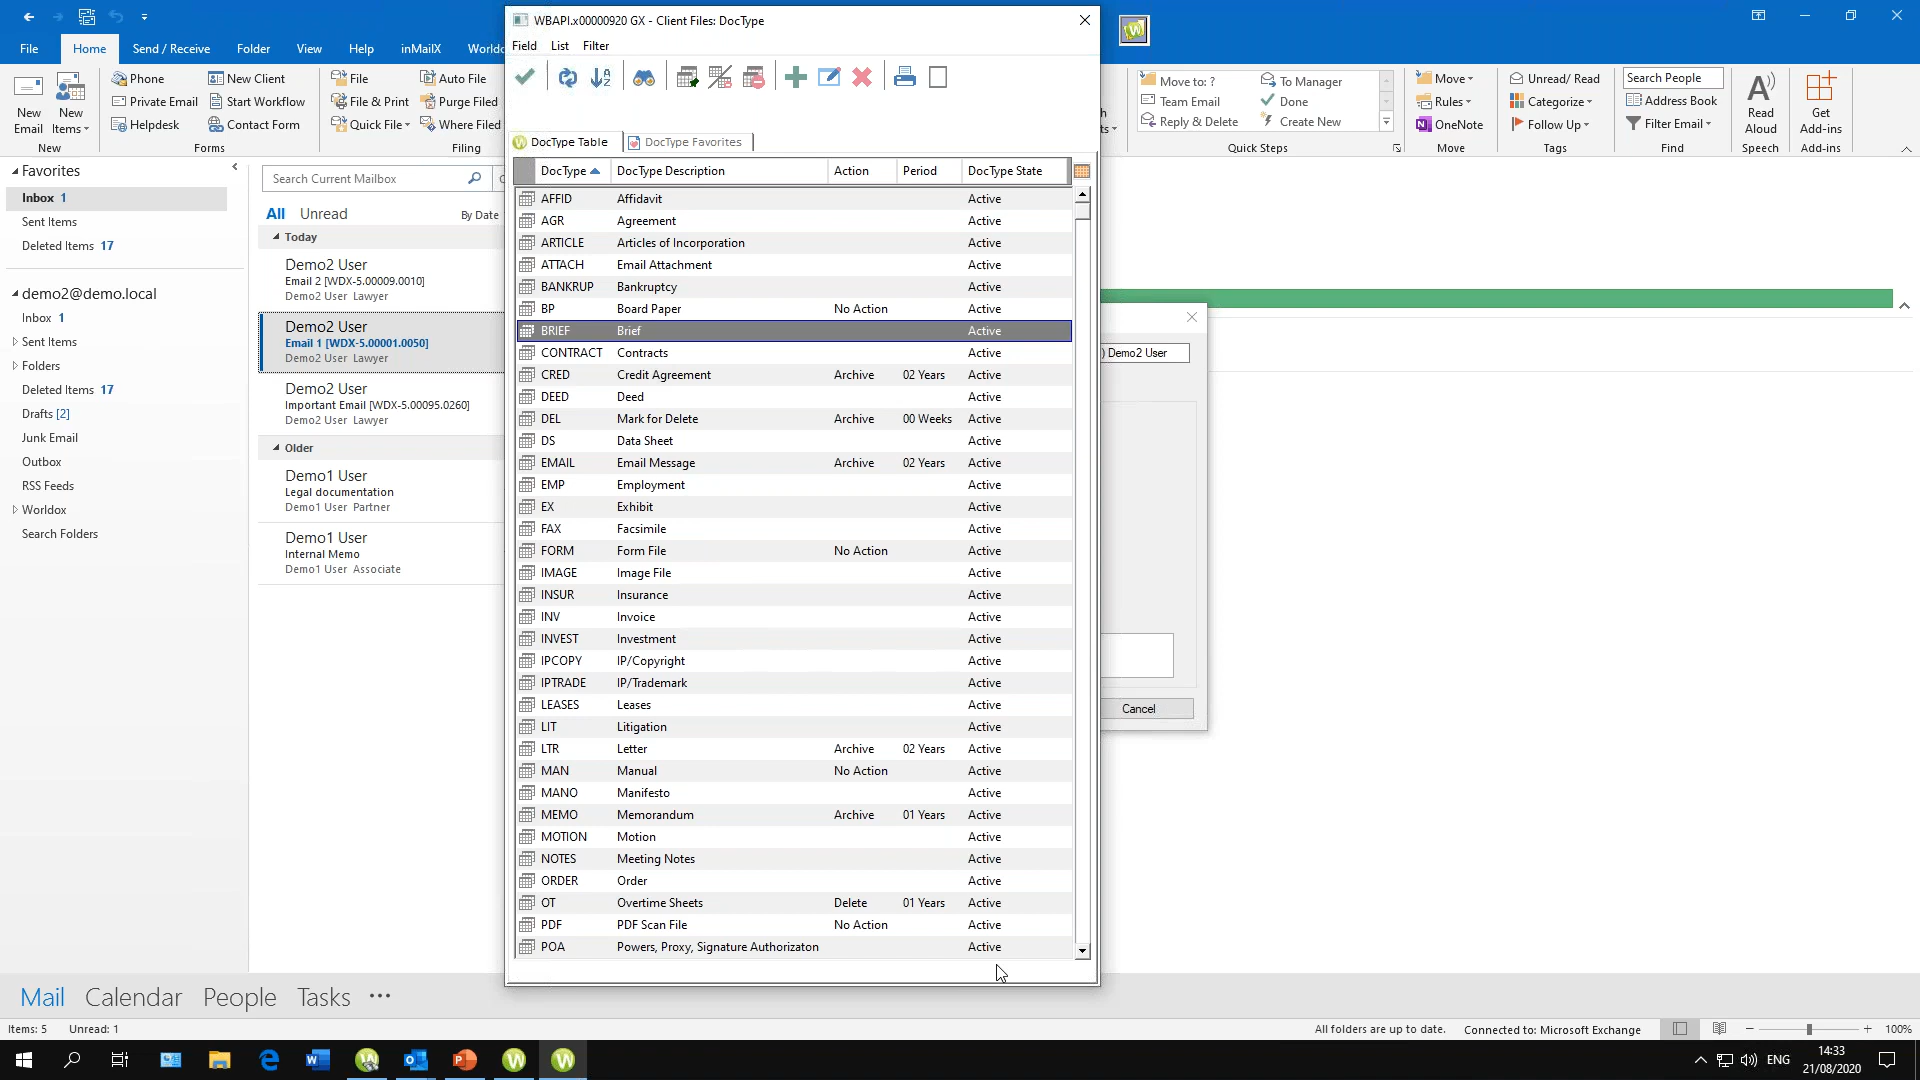 WBAPI.x00000920 GX - Client Files: DocType
File Home Send / Receive Folder View Help inMailX
Field List Filter
New Email
New Items
New
Phone
Private Email
Helpdesk
New Client
Start Workflow
Contact Form
Forms
File
File & Print
Quick File
Auto File
Purge Filed
Where Filed
Filing
Move to: ?
Team Email
Reply & Delete
To Manager
Done
Create New
Quick Steps
Move
Rules
OneNote
Move
Unread/ Read
Categorize
Follow Up
Tags
Search People
Address Book
Filter Email
Find
Read Aloud
Speech
Get Add-ins
Add-ins
Favorites
Inbox 1
Sent Items
Deleted Items 17
demo2@demo.local
Inbox 1
Sent Items
Folders
Deleted Items 17
Drafts [2]
Junk Email
Outbox
RSS Feeds
Worldox
Search Folders
Search Current Mailbox
All Unread By Date
Today
Demo2 User
Email 2 [WDX-5.00009.0010]
Demo2 User Lawyer
Demo2 User
Email 1 [WDX-5.00001.0050]
Demo2 User Lawyer
Demo2 User
Important Email [WDX-5.00095.0260]
Demo2 User Lawyer
Older
Demo1 User
Legal documentation
Demo1 User Partner
Demo1 User
Internal Memo
Demo1 User Associate
DocType Table DocType Favorites
DocType DocType Description Action Period DocType State
AFFID Affidavit Active
AGR Agreement Active
ARTICLE Articles of Incorporation Active
ATTACH Email Attachment Active
BANKRUP Bankruptcy Active
BP Board Paper No Action Active
BRIEF Brief Active
CONTRACT Contracts Active
CRED Credit Agreement Archive 02 Years Active
DEED Deed Active
DEL Mark for Delete Archive 00 Weeks Active
DS Data Sheet Active
EMAIL Email Message Archive 02 Years Active
EMP Employment Active
EX Exhibit Active
FAX Facsimile Active
FORM Form File No Action Active
IMAGE Image File Active
INSUR Insurance Active
INV Invoice Active
INVEST Investment Active
IPCOPY IP/Copyright Active
IPTRADE IP/Trademark Active
LEASES Leases Active
LIT Litigation Active
LTR Letter Archive 02 Years Active
MAN Manual No Action Active
MANO Manifesto Active
MEMO Memorandum Archive 01 Years Active
MOTION Motion Active
NOTES Meeting Notes Active
ORDER Order Active
OT Overtime Sheets Delete 01 Years Active
PDF PDF Scan File No Action Active
POA Powers, Proxy, Signature Authorizaton Active
) Demo2 User
Cancel
Mail Calendar People Tasks •••
Items: 5 Unread: 1
All folders are up to date. Connected to: Microsoft Exchange 100%
ENG
14:33
21/08/2020